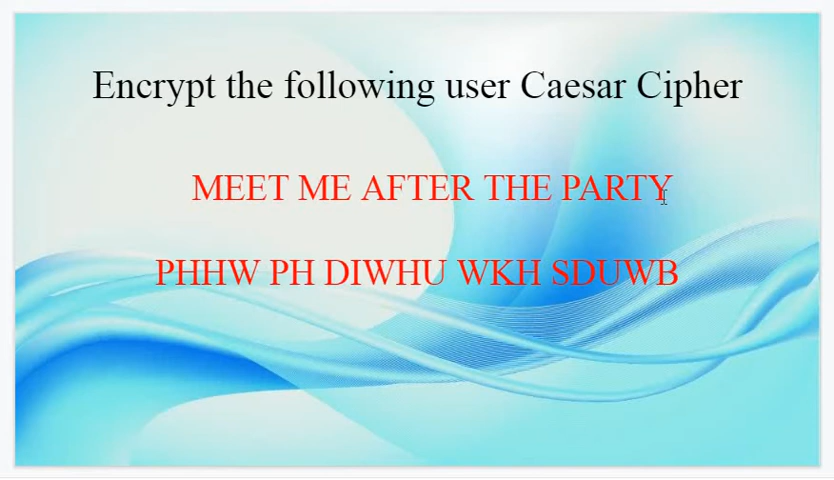 Encrypt the following user Caesar Cipher
MEET ME AFTER THE PARTY
PHHW PH DIWHU WKH SDUWB